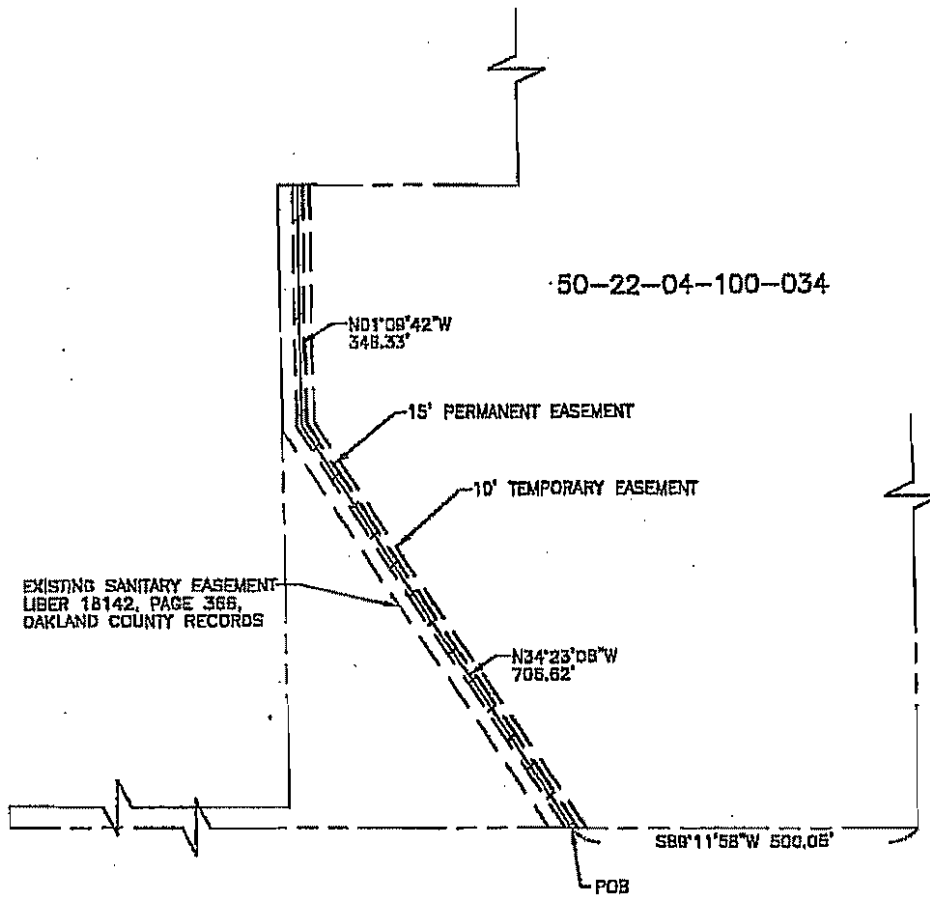 50-22-04-100-034
N01°09'42"W
348.33'
15' PERMANENT EASEMENT
10' TEMPORARY EASEMENT
EXISTING SANITARY EASEMENT
LIBER 18142, PAGE 366,
OAKLAND COUNTY RECORDS
N34°23'08"W
706.62'
S89°11'58"W 500.06'
POB